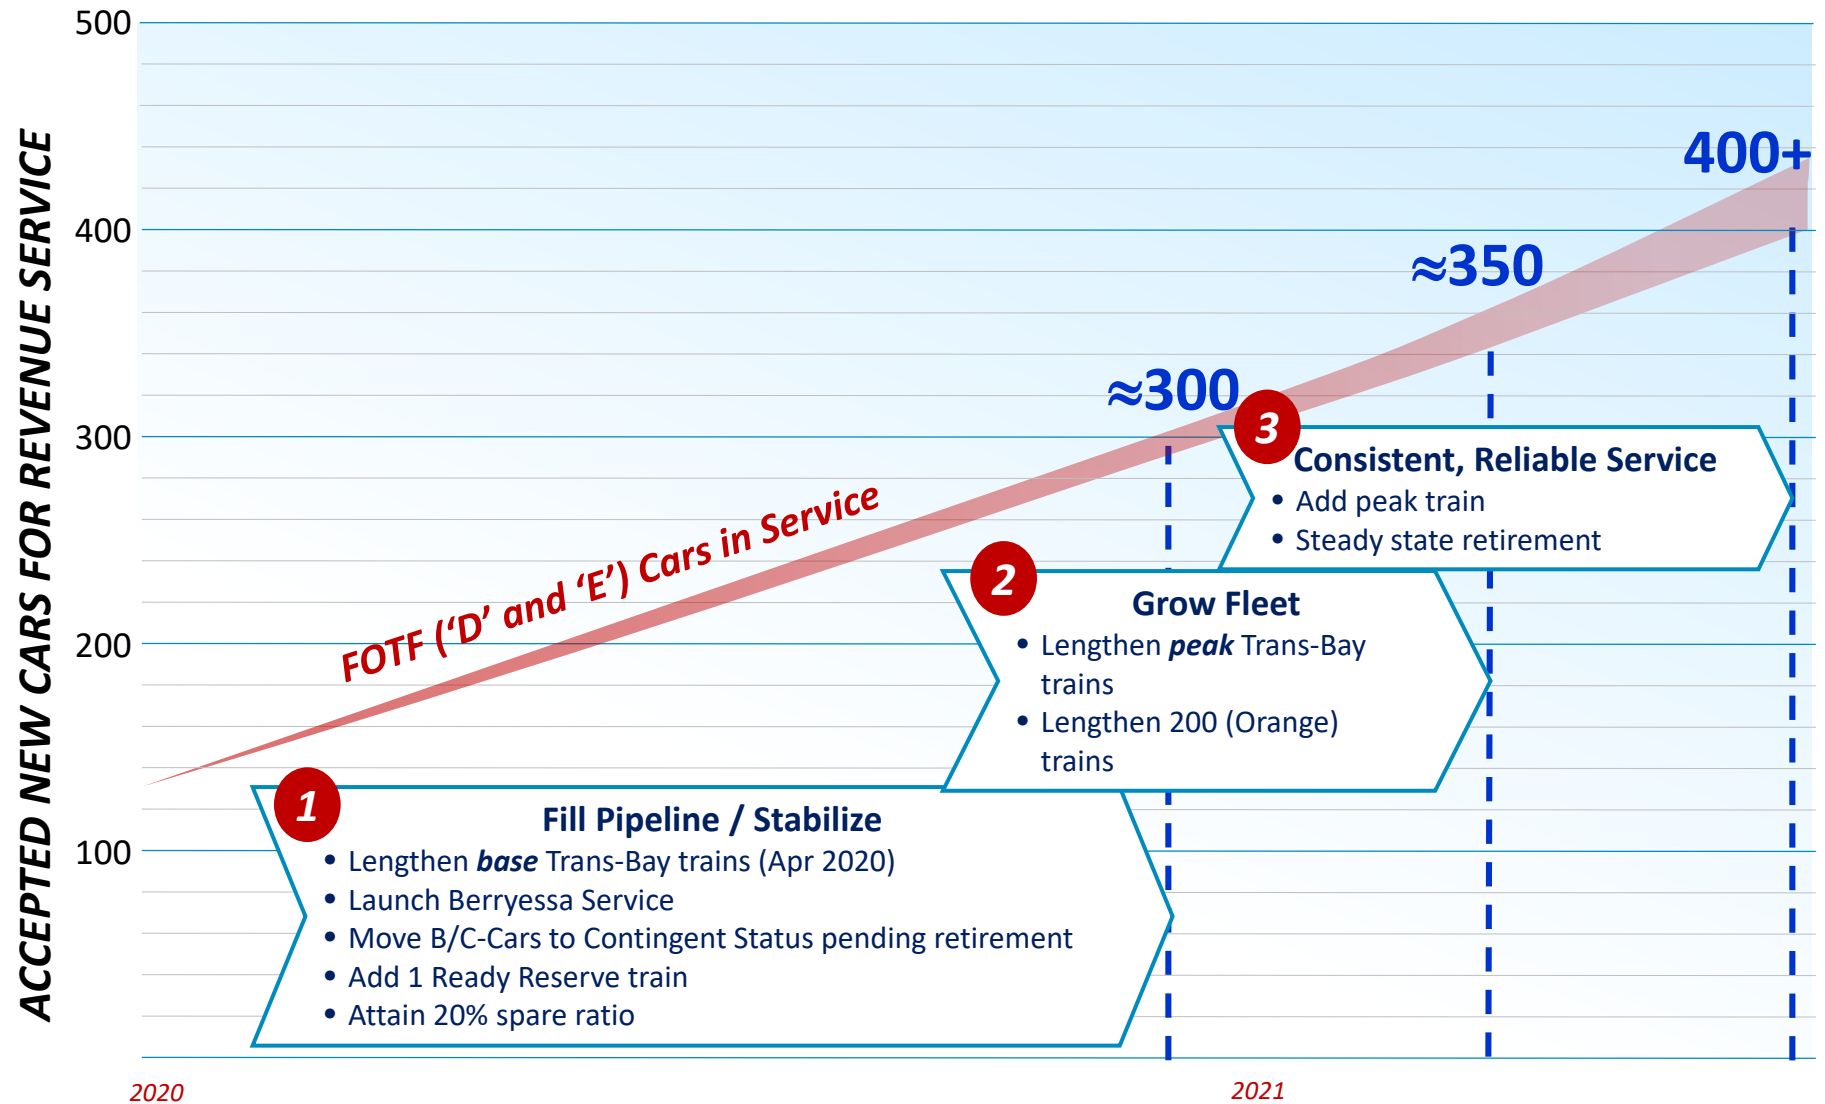 ACCEPTED NEW CARS FOR REVENUE SERVICE
500
400
300
200
100
400+
≈350
≈300
FOTF (‘D’ and ‘E’) Cars in Service
3
Consistent, Reliable Service
• Add peak train
• Steady state retirement
2
Grow Fleet
• Lengthen peak Trans-Bay
trains
• Lengthen 200 (Orange)
trains
1
Fill Pipeline / Stabilize
• Lengthen base Trans-Bay trains (Apr 2020)
• Launch Berryessa Service
• Move B/C-Cars to Contingent Status pending retirement
• Add 1 Ready Reserve train
• Attain 20% spare ratio
2020
2021